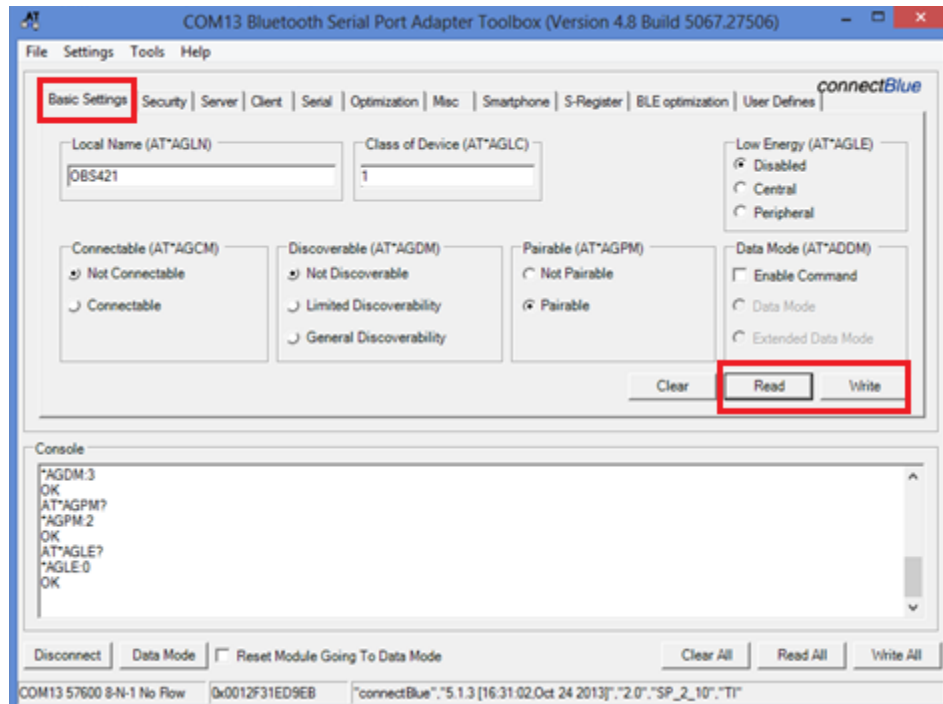 COM13 Bluetooth Serial Port Adapter Toolbox (Version 4.8 Build 5067.27506)
File Settings Tools Help
connectBlue
Basic Settings Security Server Client Serial Optimization Misc Smartphone S-Register BLE optimization User Defines
Local Name (AT*AGLN) Class of Device (AT*AGLC) Low Energy (AT*AGLE)
OBS421 1 Disabled
Central
Peripheral
Connectable (AT*AGCM) Discoverable (AT*AGDM) Pairable (AT*AGPM) Data Mode (AT*ADDM)
Not Connectable Not Discoverable Not Pairable Enable Command
Connectable Limited Discoverability Pairable Data Mode
General Discoverability Extended Data Mode
Clear Read Write
Console
*AGDM:3
OK
AT*AGPM?
*AGPM:2
OK
AT*AGLE?
*AGLE:0
OK
Disconnect Data Mode Reset Module Going To Data Mode Clear All Read All Write All
COM13 57600 8-N-1 No Flow 0x0012F31ED9EB "connectBlue","5.1.3 [16:31:02,Oct 24 2013]","2.0","SP_2_10","TI"